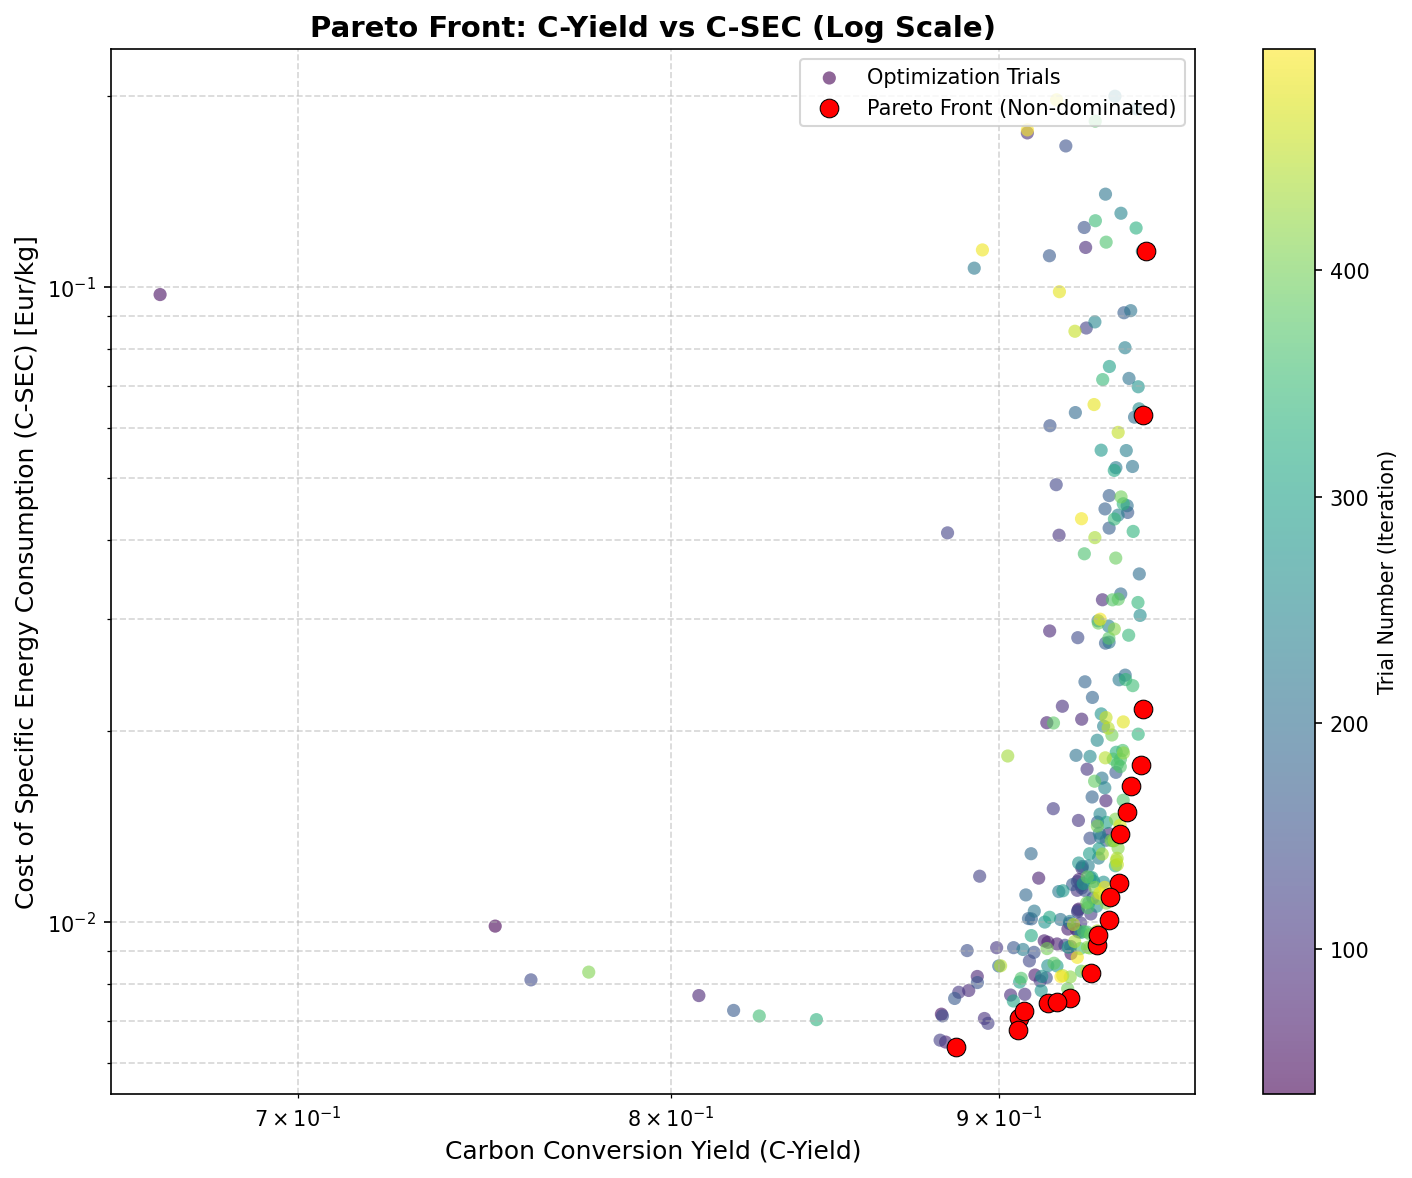 Pareto Front: C-Yield vs C-SEC (Log Scale)
Optimization Trials
Pareto Front (Non-dominated)
Cost of Specific Energy Consumption (C-SEC) [Eur/kg]
10⁻¹
10⁻²
7 × 10⁻¹
8 × 10⁻¹
9 × 10⁻¹
Carbon Conversion Yield (C-Yield)
400
300
200
100
Trial Number (Iteration)